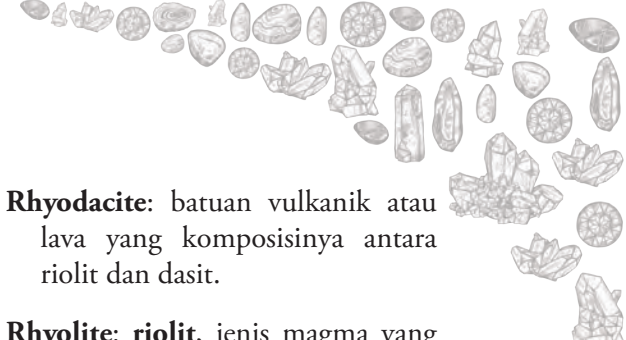 Rhyodacite: batuan vulkanik atau
lava yang komposisinya antara
riolit dan dasit.
Rhyolite: riolit, jenis magma yang